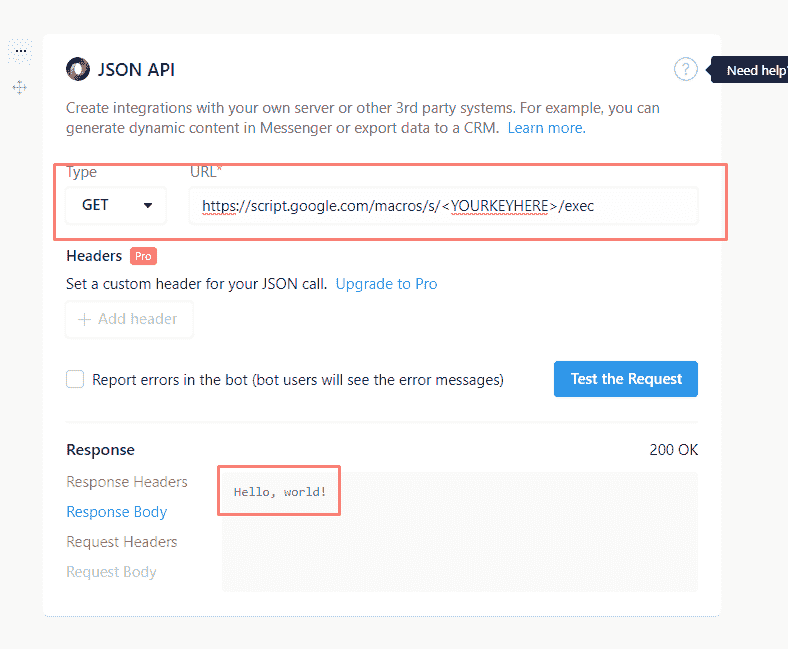 ...
JSON API
?
Need help?
Create integrations with your own server or other 3rd party systems. For example, you can
generate dynamic content in Messenger or export data to a CRM. Learn more.
Type
URL*
GET
https://script.google.com/macros/s/<YOURKEYHERE>/exec
Headers Pro
Set a custom header for your JSON call. Upgrade to Pro
+ Add header
Report errors in the bot (bot users will see the error messages)
Test the Request
Response
200 OK
Response Headers
Hello, world!
Response Body
Request Headers
Request Body